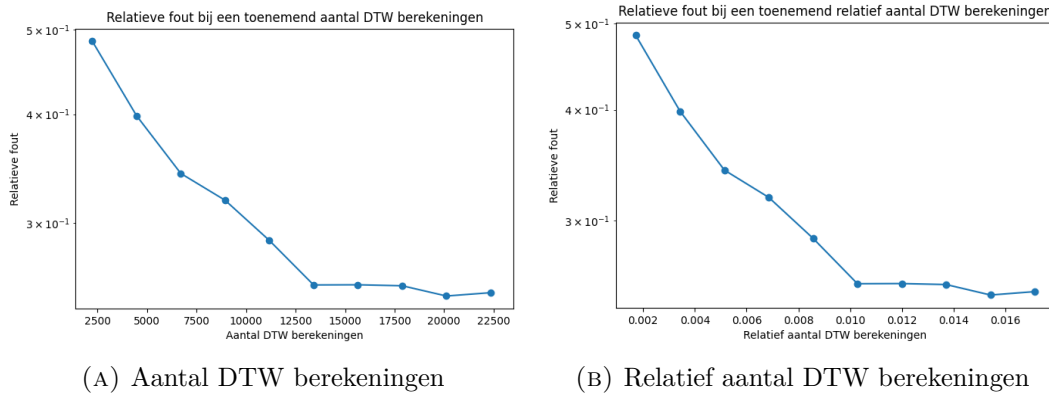 Relatieve fout bij een toenemend aantal DTW berekeningen
5 × 10⁻¹
4 × 10⁻¹
3 × 10⁻¹
Relatieve fout
2500 5000 7500 10000 12500 15000 17500 20000 22500
Aantal DTW berekeningen
(A) Aantal DTW berekeningen
Relatieve fout bij een toenemend relatief aantal DTW berekeningen
5 × 10⁻¹
4 × 10⁻¹
3 × 10⁻¹
Relatieve fout
0.002 0.004 0.006 0.008 0.010 0.012 0.014 0.016
Relatief aantal DTW berekeningen
(B) Relatief aantal DTW berekeningen